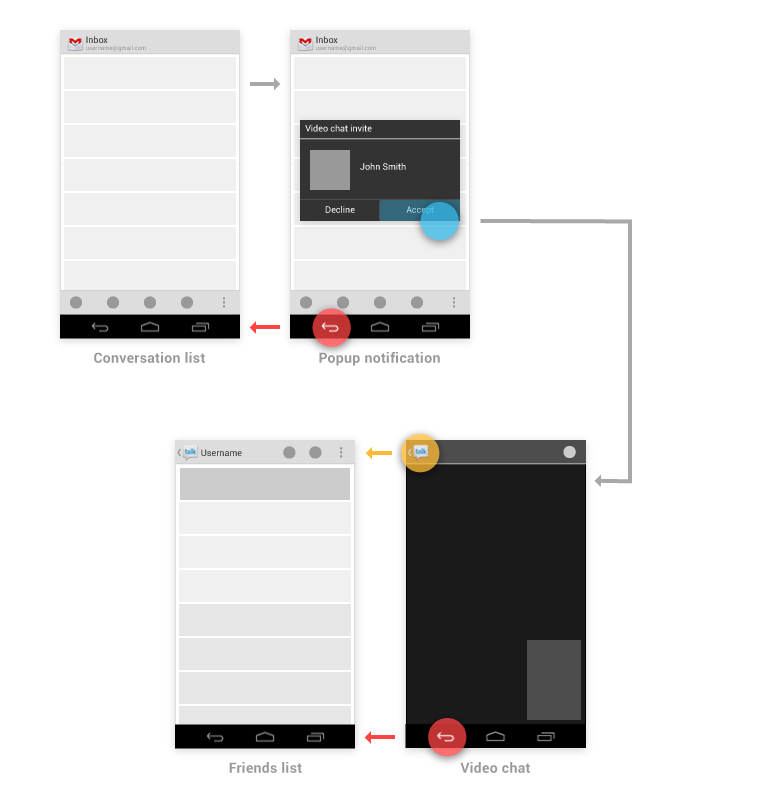 Inbox
username@gmail.com
Inbox
username@gmail.com
Video chat invite
John Smith
Decline
Accept
Conversation list
Popup notification
talk
Username
talk
Friends list
Video chat